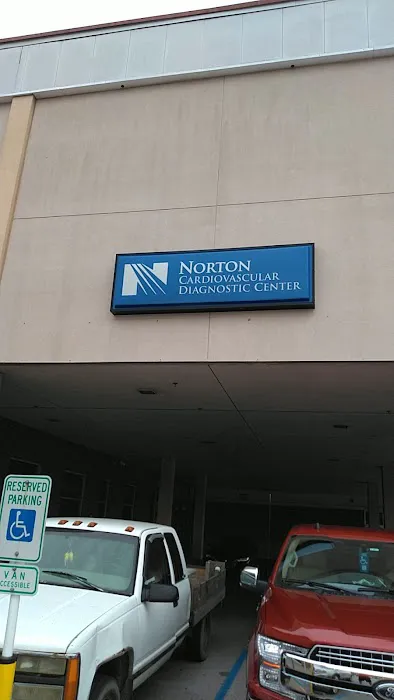 NORTON
CARDIOVASCULAR
DIAGNOSTIC CENTER
RESERVED
PARKING
VAN
ACCESSIBLE